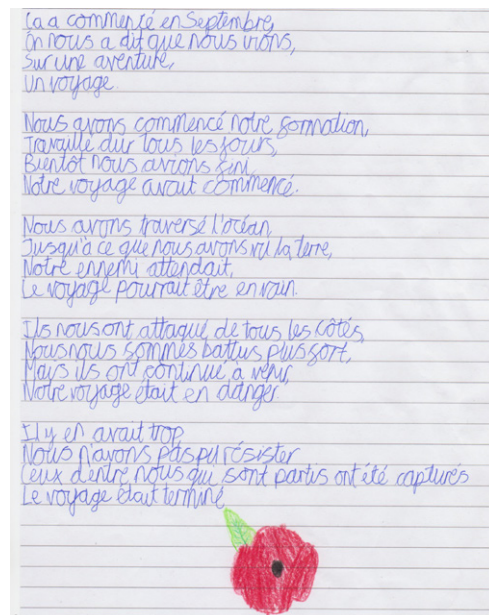 Ça a commencé en Septembre,
On nous a dit que nous irions,
Sur une aventure,
Un voyage.
Nous avons commencé notre formation,
Travaillé dur tous les jours,
Bientôt nous avions fini,
Notre voyage avait commencé.
Nous avons traversé l'océan,
Jusqu'à ce que nous avons vu la terre,
Notre ennemi attendait,
Le voyage pourrait être en vain.
Ils nous ont attaqué de tous les côtés,
Nous nous sommes battus plus fort,
Mais ils ont continué à venir,
Notre voyage était en danger.
Il y en avait trop,
Nous n'avons pas pu résister
Ceux d'entre nous qui sont partis ont été capturés
Le voyage était terminé